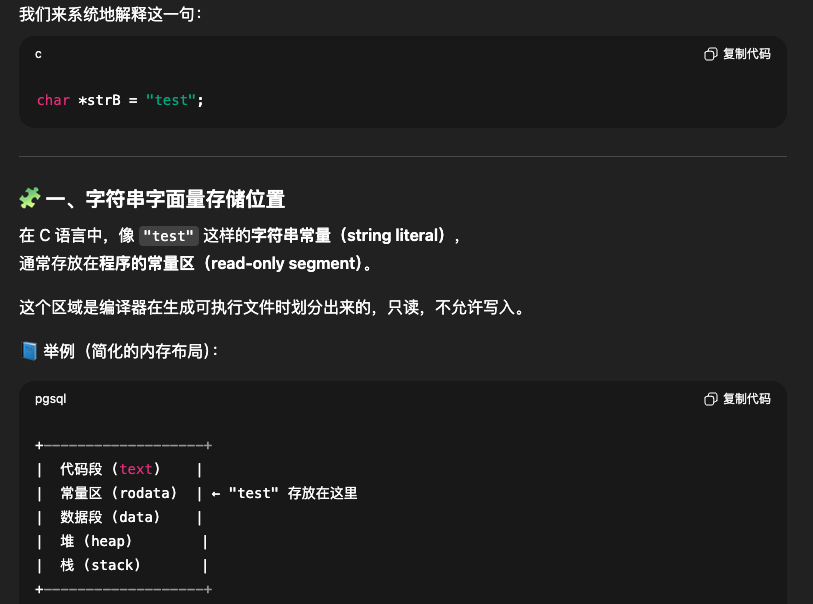 我们来系统地解释这一句：
c
复制代码
char *strB = "test";
🧩 一、字符串字面量存储位置
在 C 语言中，像 "test" 这样的字符串常量（string literal），
通常存放在程序的常量区（read-only segment）。
这个区域是编译器在生成可执行文件时划分出来的，只读，不允许写入。
📘 举例（简化的内存布局）：
pgsql
复制代码
+-------------------+
|  代码段 (text)    |
|  常量区 (rodata)  | ← "test" 存放在这里
|  数据段 (data)    |
|  堆 (heap)        |
|  栈 (stack)       |
+-------------------+